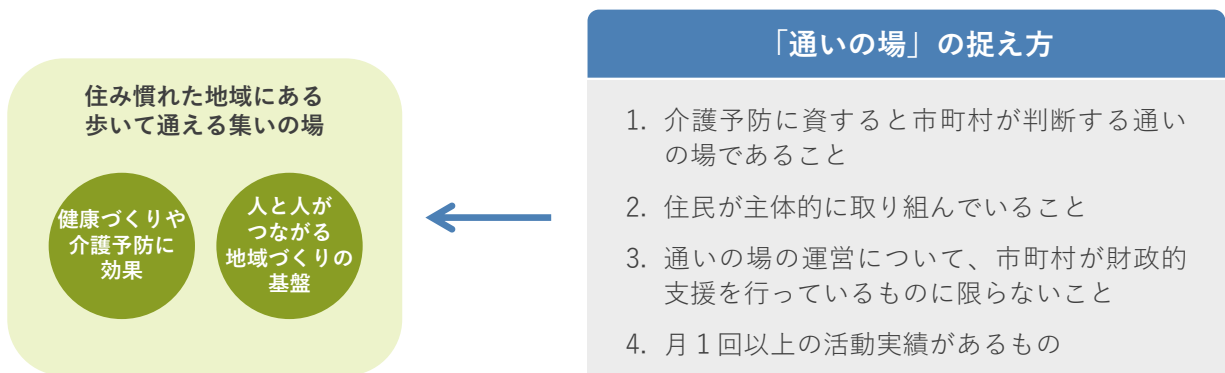 住み慣れた地域にある
歩いて通える集いの場
健康づくりや
介護予防に
効果
人と人が
つながる
地域づくりの
基盤
「通いの場」の捉え方
1. 介護予防に資すると市町村が判断する通い
の場であること
2. 住民が主体的に取り組んでいること
3. 通いの場の運営について、市町村が財政的
支援を行っているものに限らないこと
4. 月1回以上の活動実績があるもの